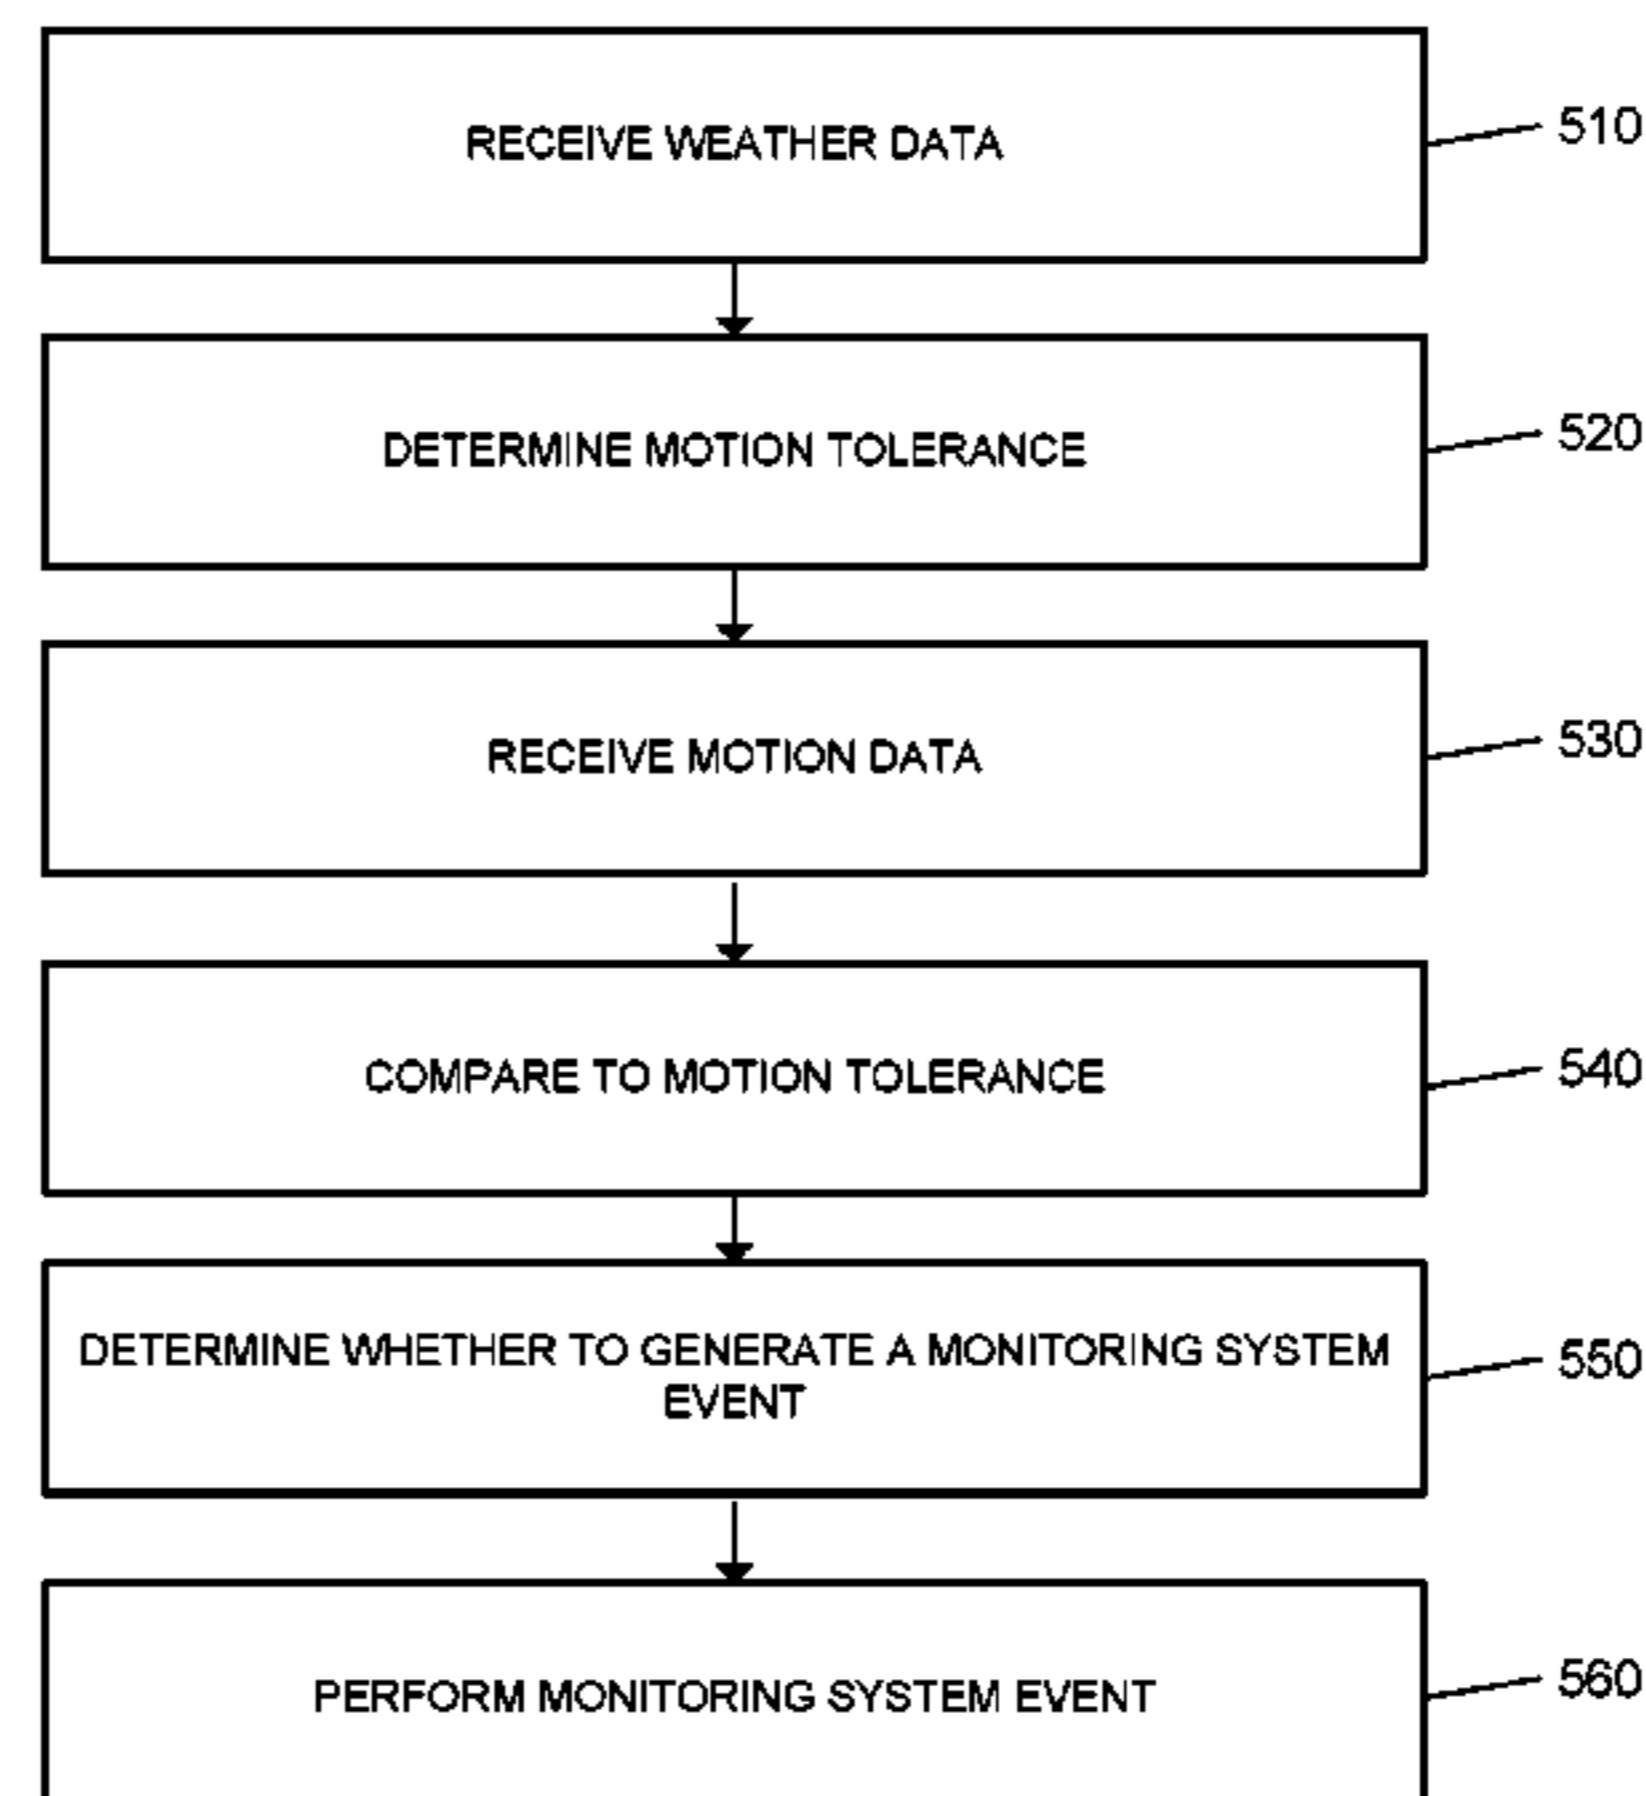 RECEIVE WEATHER DATA
510
DETERMINE MOTION TOLERANCE
520
RECEIVE MOTION DATA
530
COMPARE TO MOTION TOLERANCE
540
DETERMINE WHETHER TO GENERATE A MONITORING SYSTEM
EVENT
550
PERFORM MONITORING SYSTEM EVENT
560